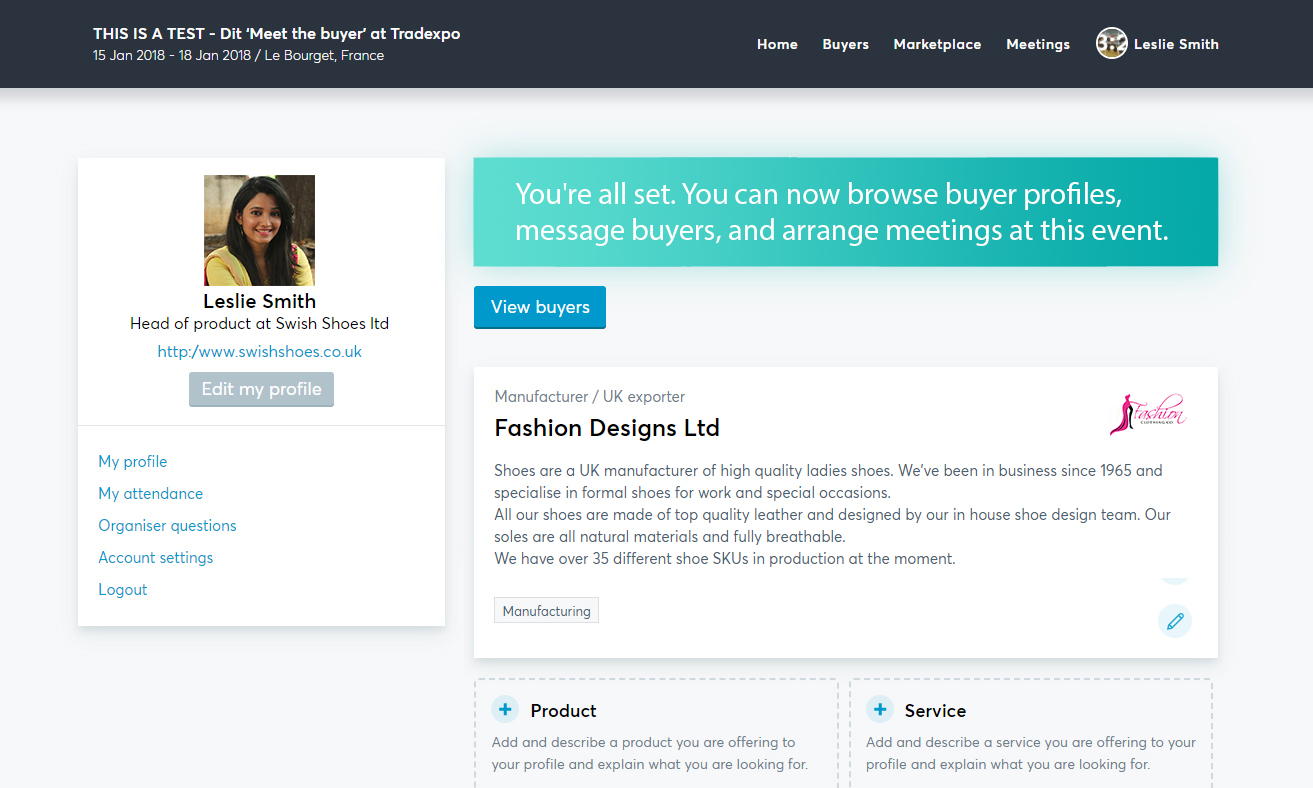 THIS IS A TEST - Dit ‘Meet the buyer’ at Tradexpo
15 Jan 2018 - 18 Jan 2018 / Le Bourget, France
Home Buyers Marketplace Meetings Leslie Smith
Leslie Smith
Head of product at Swish Shoes ltd
http:/www.swishshoes.co.uk
Edit my profile
My profile
My attendance
Organiser questions
Account settings
Logout
You're all set. You can now browse buyer profiles,
message buyers, and arrange meetings at this event.
View buyers
Manufacturer / UK exporter
Fashion Designs Ltd
Fashion
CLOTHING CO.
Shoes are a UK manufacturer of high quality ladies shoes. We’ve been in business since 1965 and
specialise in formal shoes for work and special occasions.
All our shoes are made of top quality leather and designed by our in house shoe design team. Our
soles are all natural materials and fully breathable.
We have over 35 different shoe SKUs in production at the moment.
Manufacturing
Product
Add and describe a product you are offering to
your profile and explain what you are looking for.
Service
Add and describe a service you are offering to your
profile and explain what you are looking for.